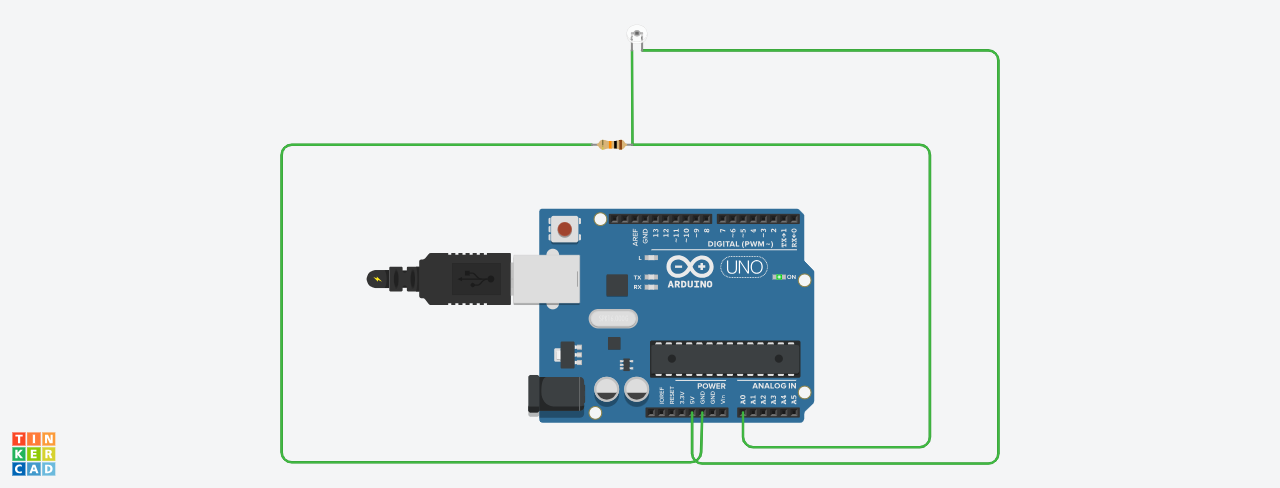 AREF
GND
13
12
~11
~10
~9
8
7
~6
~5
4
~3
2
TX→1
RX←0
DIGITAL (PWM ~)
L
TX
RX
ARDUINO
UNO
ON
POWER
ANALOG IN
IOREF
RESET
3.3V
5V
GND
GND
Vin
A0
A1
A2
A3
A4
A5
TIN
KER
CAD